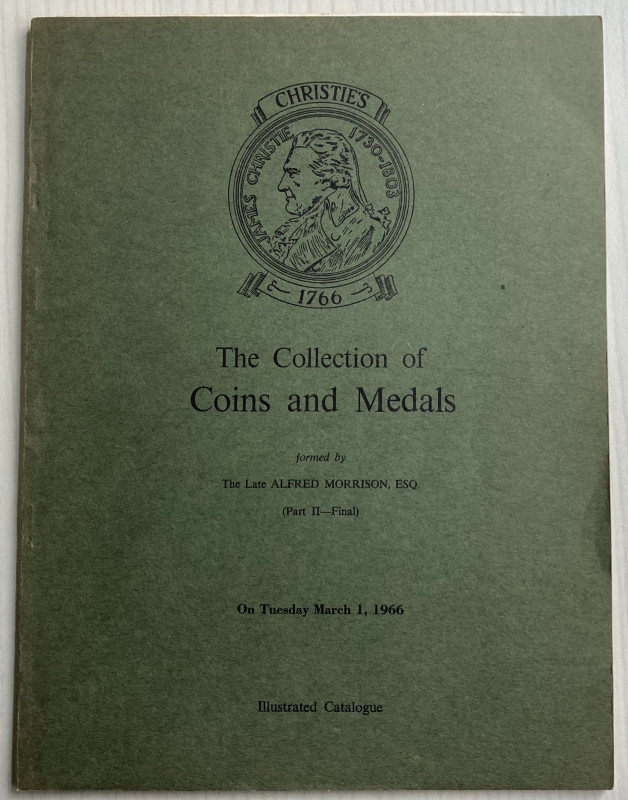 CHRISTIE'S
JAMES CHRISTIE 1730-1803
1766
The Collection of
Coins and Medals
formed by
The Late ALFRED MORRISON, ESQ.
(Part II—Final)
On Tuesday March 1, 1966
Illustrated Catalogue